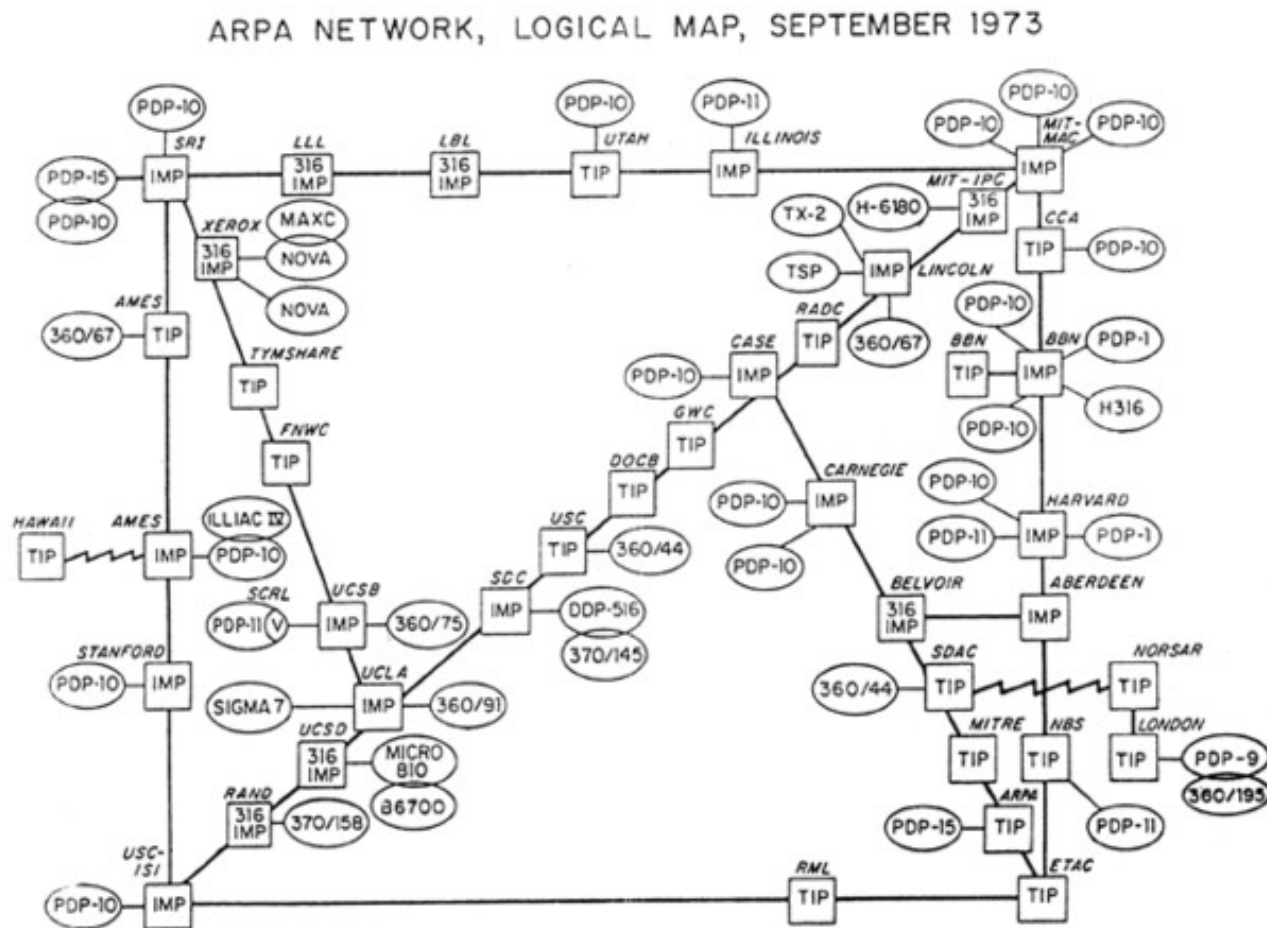 ARPA NETWORK, LOGICAL MAP, SEPTEMBER 1973
PDP-10
SRI
PDP-15
IMP
PDP-10
LLL
316
IMP
LBL
316
IMP
PDP-10
UTAH
TIP
PDP-11
ILLINOIS
IMP
PDP-10
PDP-10
MIT-
MAC
PDP-10
IMP
MIT-IPC
H-6180
316
IMP
CCA
TIP
PDP-10
XEROX
316
IMP
MAXC
NOVA
NOVA
TX-2
TSP
IMP
LINCOLN
360/67
AMES
360/67
TIP
TYMSHARE
TIP
RADC
TIP
CASE
PDP-10
IMP
PDP-10
BBN
TIP
BBN
IMP
PDP-1
H316
PDP-10
FNWC
TIP
GWC
TIP
DOCB
TIP
CARNEGIE
PDP-10
IMP
PDP-10
PDP-10
HARVARD
PDP-11
IMP
PDP-1
HAWAII
TIP
AMES
IMP
ILLIAC IV
PDP-10
USC
TIP
360/44
SDC
IMP
DDP-516
370/145
SCRL
PDP-11 V
UCSB
IMP
360/75
BELVOIR
316
IMP
ABERDEEN
IMP
STANFORD
PDP-10
IMP
UCLA
SIGMA 7
IMP
360/91
SDAC
360/44
TIP
NORSAR
TIP
UCSD
316
IMP
MICRO
810
B6700
MITRE
TIP
NBS
TIP
PDP-11
LONDON
TIP
PDP-9
360/195
RAND
316
IMP
370/158
ARPA
PDP-15
TIP
USC-
ISI
PDP-10
IMP
RML
TIP
ETAC
TIP